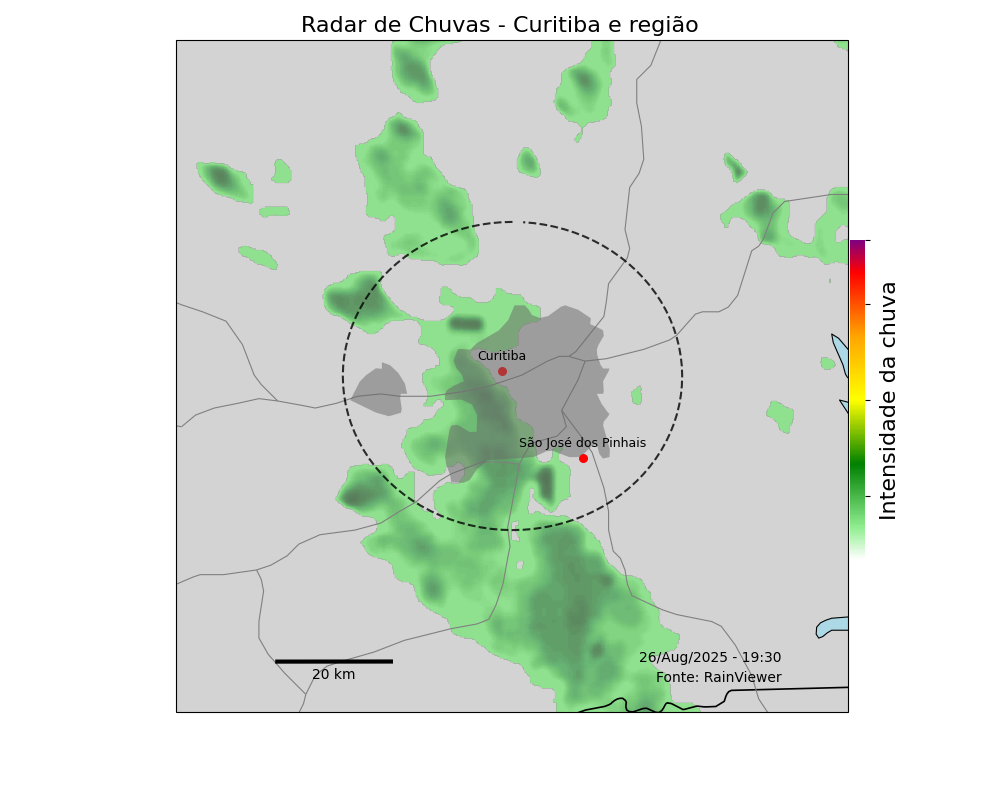 Radar de Chuvas - Curitiba e região
Curitiba
São José dos Pinhais
Intensidade da chuva
26/Aug/2025 - 19:30
Fonte: RainViewer
20 km